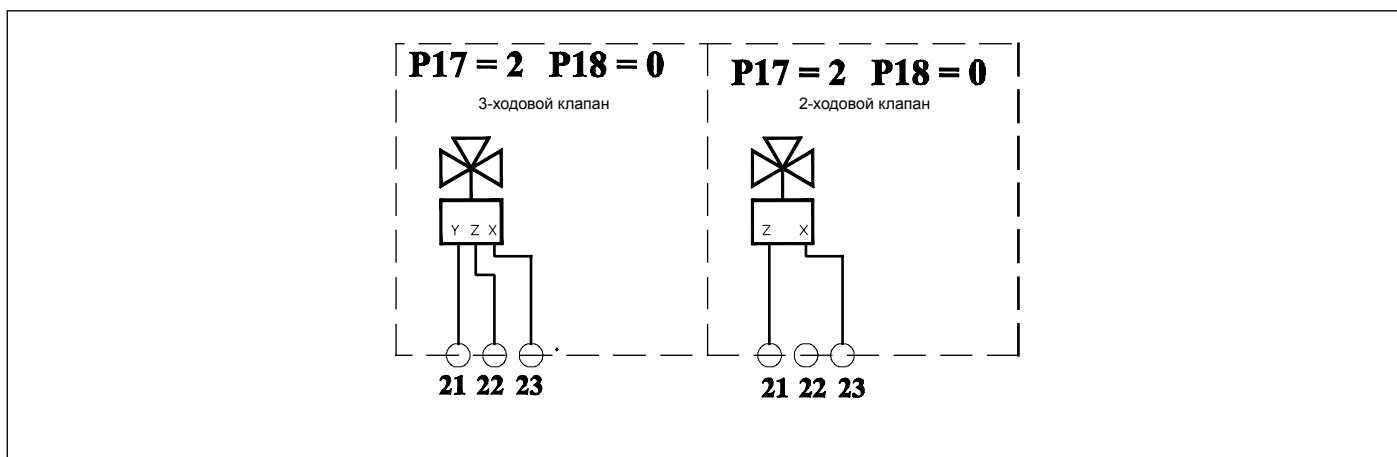 P17 = 2 P18 = 0
3-ходовой клапан
Y Z X
21 22 23
P17 = 2 P18 = 0
2-ходовой клапан
Z X
21 22 23